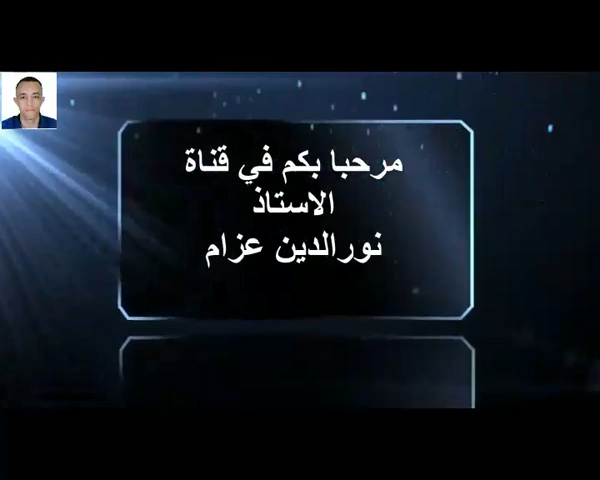 مرحبا بكم في قناة
الاستاذ
نورالدين عزام